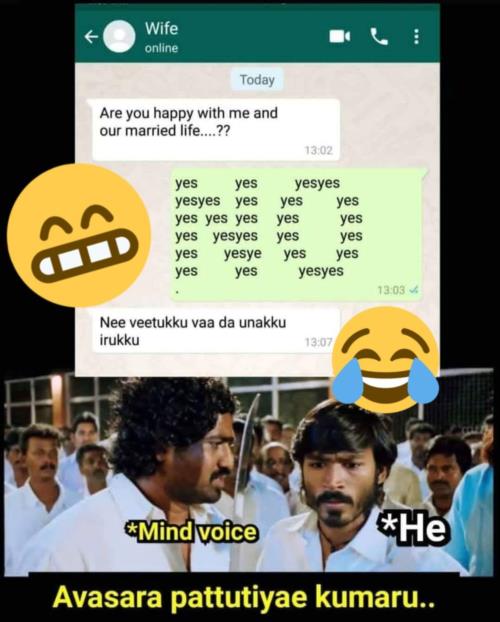 Wife
online
Today
Are you happy with me and
our married life....??
13:02
yes yes yesyes
yesyes yes yes yes
yes yes yes yes yes
yes yesyes yes yes
yes yesye yes yes
yes yes yesyes
.
13:03
Nee veetukku vaa da unakku
irukku
13:07
*Mind voice
*He
Avasara pattutiyae kumaru..